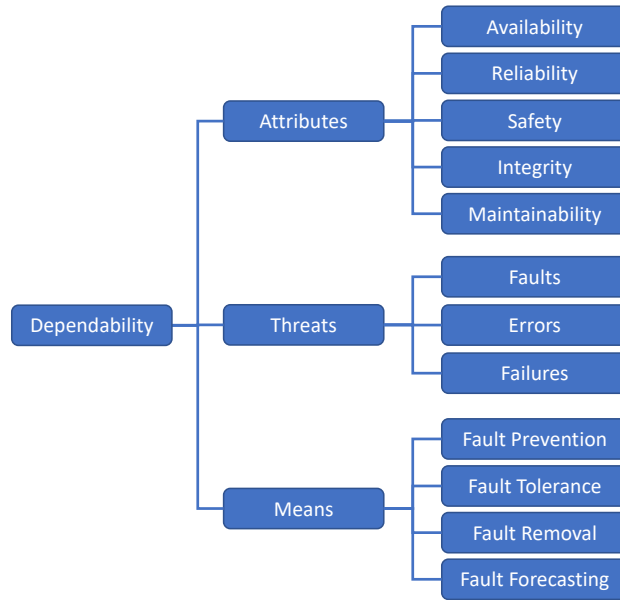 Dependability
Attributes
Availability
Reliability
Safety
Integrity
Maintainability
Threats
Faults
Errors
Failures
Means
Fault Prevention
Fault Tolerance
Fault Removal
Fault Forecasting